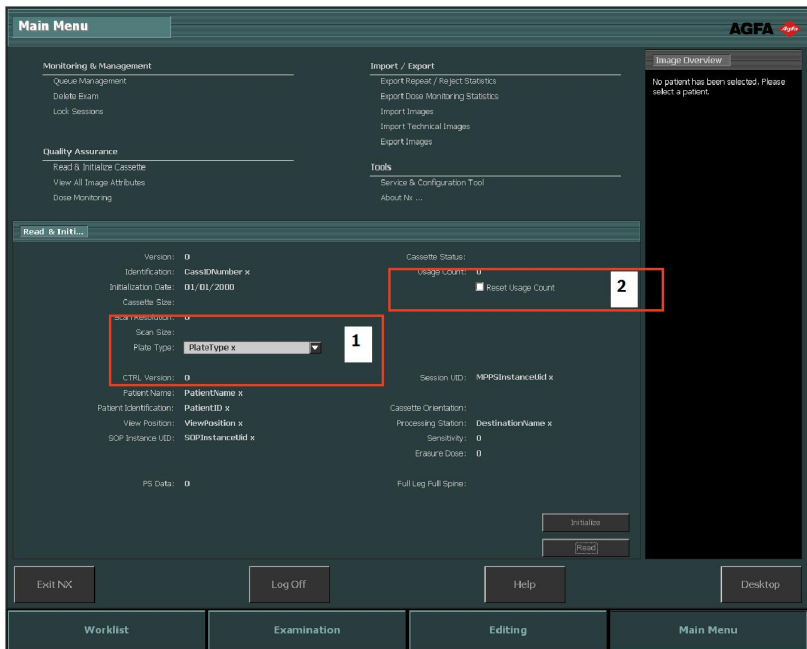 Main Menu
AGFA Agfa
Monitoring & Management
Queue Management
Delete Exam
Lock Sessions
Import / Export
Export Repeat / Reject Statistics
Export Dose Monitoring Statistics
Import Images
Import Technical Images
Export Images
Quality Assurance
Read & Initialize Cassette
View All Image Attributes
Dose Monitoring
Tools
Service & Configuration Tool
About Nx ...
Image Overview
No patient has been selected. Please
select a patient.
Read & Initi...
Version: 0
Identification: CassIDNumber x
Initialization Date: 01/01/2000
Cassette Size:
Scan Resolution: 0
Scan Size:
Plate Type: PlateType x
1
CTRL Version: 0
Patient Name: PatientName x
Patient Identification: PatientID x
View Position: ViewPosition x
SOP Instance UID: SOPInstanceUid x
PS Data: 0
Cassette Status:
Usage Count: 0
Reset Usage Count
2
Session UID: MPPSInstanceUid x
Cassette Orientation:
Processing Station: DestinationName x
Sensitivity: 0
Erasure Dose: 0
Full Leg Full Spine:
Initialize
Read
Exit NX
Log Off
Help
Desktop
Worklist
Examination
Editing
Main Menu